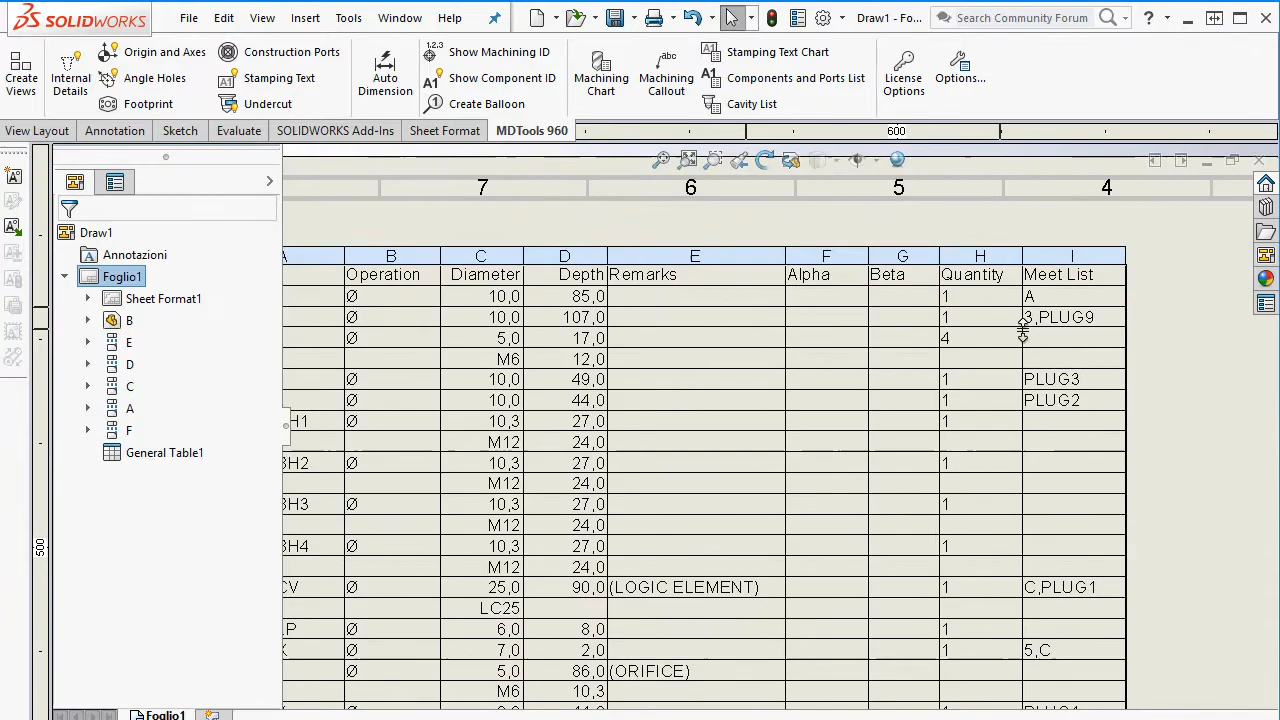 SOLIDWORKS File Edit View Insert Tools Window Help Draw1 - Fo... Search Community Forum ?
Create Views
Internal Details
Origin and Axes
Angle Holes
Footprint
Construction Ports
Stamping Text
Undercut
Auto Dimension
Show Machining ID
Show Component ID
Create Balloon
Machining Chart
Machining Callout
Stamping Text Chart
Components and Ports List
Cavity List
License Options
Options...
View Layout Annotation Sketch Evaluate SOLIDWORKS Add-Ins Sheet Format MDTools 960
600
7 6 5 4
500
Draw1
Annotazioni
Foglio1
Sheet Format1
B
E
D
C
A
F
General Table1
A B C D E F G H I
Operation Diameter Depth Remarks Alpha Beta Quantity Meet List
Ø 10,0 85,0 1 A
Ø 10,0 107,0 1 3,PLUG9
Ø 5,0 17,0 4
M6 12,0
Ø 10,0 49,0 1 PLUG3
Ø 10,0 44,0 1 PLUG2
H1 Ø 10,3 27,0 1
M12 24,0
H2 Ø 10,3 27,0 1
M12 24,0
H3 Ø 10,3 27,0 1
M12 24,0
H4 Ø 10,3 27,0 1
M12 24,0
CV Ø 25,0 90,0 (LOGIC ELEMENT) 1 C,PLUG1
LC25
P Ø 6,0 8,0 1
Ø 7,0 2,0 1 5,C
Ø 5,0 86,0 (ORIFICE)
M6 10,3
Foglio1